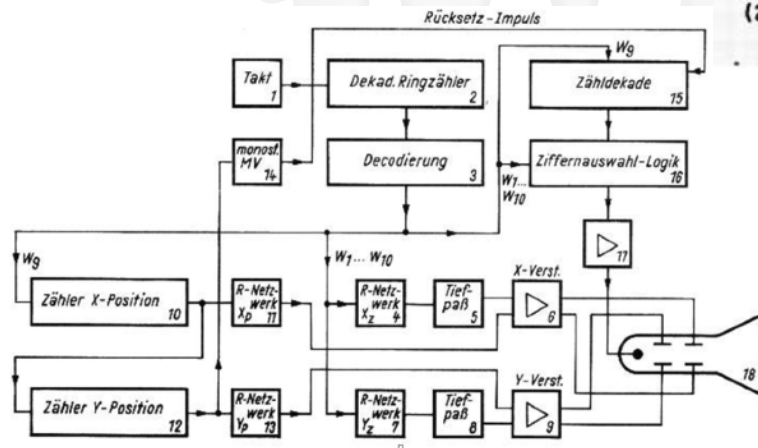 Rücksetz-Impuls
(2
W9
Takt
1
Dekad. Ringzähler
2
Zähldekade
15
monost.
MV
14
Decodierung
3
Ziffernauswahl-Logik
16
W1...
W10
17
W9
W1... W10
X-Verst.
Zähler X-Position
10
R-Netz-
werk
Xp
11
R-Netz-
werk
Xz
4
Tief-
paß
5
6
18
Y-Verst.
Zähler Y-Position
12
R-Netz-
werk
Yp
13
R-Netz-
werk
Yz
7
Tief-
paß
8
9